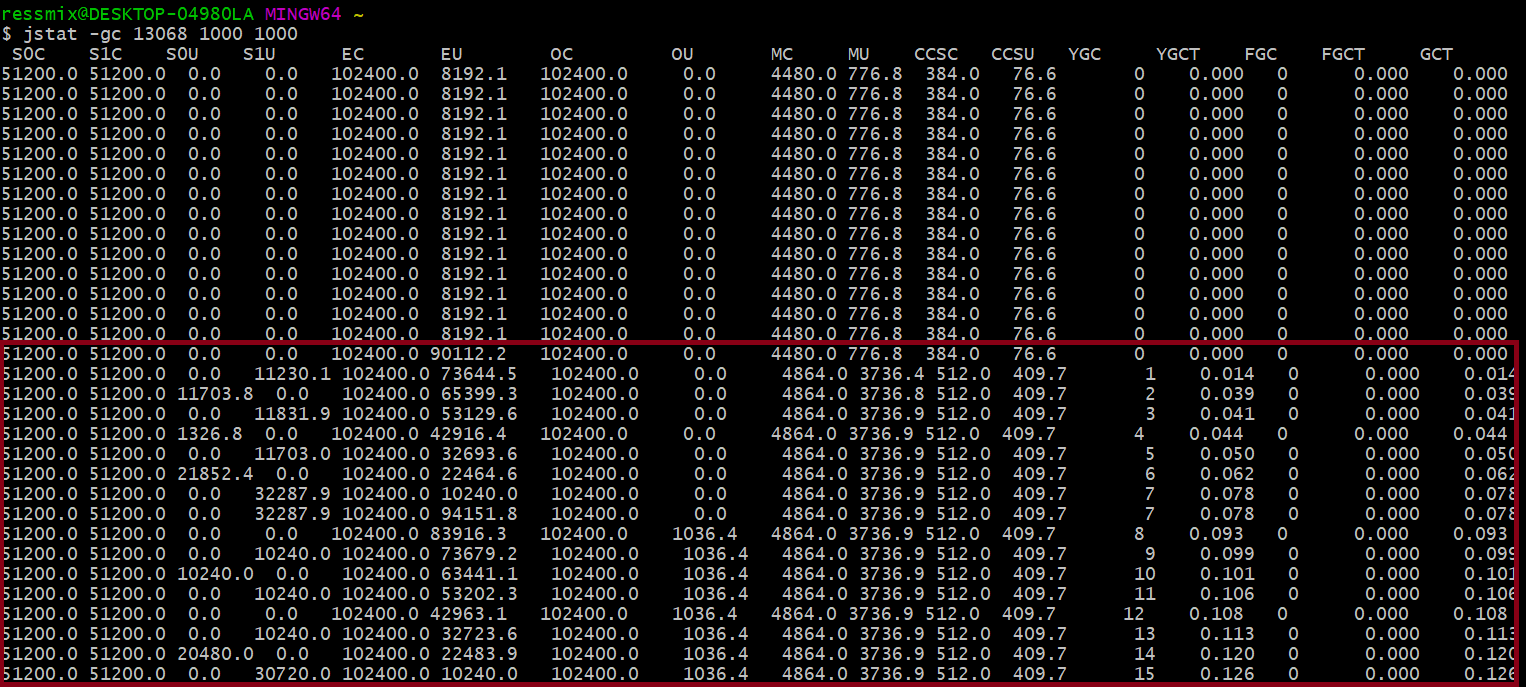 ressmix@DESKTOP-O4980LA MINGW64 ~
$ jstat -gc 13068 1000 1000
S0C S1C S0U S1U EC EU OC OU MC MU CCSC CCSU YGC YGCT FGC FGCT GCT
51200.0 51200.0 0.0 0.0 102400.0 8192.1 102400.0 0.0 4480.0 776.8 384.0 76.6 0 0.000 0 0.000 0.000
51200.0 51200.0 0.0 0.0 102400.0 8192.1 102400.0 0.0 4480.0 776.8 384.0 76.6 0 0.000 0 0.000 0.000
51200.0 51200.0 0.0 0.0 102400.0 8192.1 102400.0 0.0 4480.0 776.8 384.0 76.6 0 0.000 0 0.000 0.000
51200.0 51200.0 0.0 0.0 102400.0 8192.1 102400.0 0.0 4480.0 776.8 384.0 76.6 0 0.000 0 0.000 0.000
51200.0 51200.0 0.0 0.0 102400.0 8192.1 102400.0 0.0 4480.0 776.8 384.0 76.6 0 0.000 0 0.000 0.000
51200.0 51200.0 0.0 0.0 102400.0 8192.1 102400.0 0.0 4480.0 776.8 384.0 76.6 0 0.000 0 0.000 0.000
51200.0 51200.0 0.0 0.0 102400.0 8192.1 102400.0 0.0 4480.0 776.8 384.0 76.6 0 0.000 0 0.000 0.000
51200.0 51200.0 0.0 0.0 102400.0 8192.1 102400.0 0.0 4480.0 776.8 384.0 76.6 0 0.000 0 0.000 0.000
51200.0 51200.0 0.0 0.0 102400.0 8192.1 102400.0 0.0 4480.0 776.8 384.0 76.6 0 0.000 0 0.000 0.000
51200.0 51200.0 0.0 0.0 102400.0 8192.1 102400.0 0.0 4480.0 776.8 384.0 76.6 0 0.000 0 0.000 0.000
51200.0 51200.0 0.0 0.0 102400.0 8192.1 102400.0 0.0 4480.0 776.8 384.0 76.6 0 0.000 0 0.000 0.000
51200.0 51200.0 0.0 0.0 102400.0 8192.1 102400.0 0.0 4480.0 776.8 384.0 76.6 0 0.000 0 0.000 0.000
51200.0 51200.0 0.0 0.0 102400.0 8192.1 102400.0 0.0 4480.0 776.8 384.0 76.6 0 0.000 0 0.000 0.000
51200.0 51200.0 0.0 0.0 102400.0 8192.1 102400.0 0.0 4480.0 776.8 384.0 76.6 0 0.000 0 0.000 0.000
51200.0 51200.0 0.0 0.0 102400.0 90112.2 102400.0 0.0 4480.0 776.8 384.0 76.6 0 0.000 0 0.000 0.000
51200.0 51200.0 0.0 11230.1 102400.0 73644.5 102400.0 0.0 4864.0 3736.4 512.0 409.7 1 0.014 0 0.000 0.014
51200.0 51200.0 11703.8 0.0 102400.0 65399.3 102400.0 0.0 4864.0 3736.8 512.0 409.7 2 0.039 0 0.000 0.039
51200.0 51200.0 0.0 11831.9 102400.0 53129.6 102400.0 0.0 4864.0 3736.9 512.0 409.7 3 0.041 0 0.000 0.041
51200.0 51200.0 1326.8 0.0 102400.0 42916.4 102400.0 0.0 4864.0 3736.9 512.0 409.7 4 0.044 0 0.000 0.044
51200.0 51200.0 0.0 11703.0 102400.0 32693.6 102400.0 0.0 4864.0 3736.9 512.0 409.7 5 0.050 0 0.000 0.050
51200.0 51200.0 21852.4 0.0 102400.0 22464.6 102400.0 0.0 4864.0 3736.9 512.0 409.7 6 0.062 0 0.000 0.062
51200.0 51200.0 0.0 32287.9 102400.0 10240.0 102400.0 0.0 4864.0 3736.9 512.0 409.7 7 0.078 0 0.000 0.078
51200.0 51200.0 0.0 32287.9 102400.0 94151.8 102400.0 0.0 4864.0 3736.9 512.0 409.7 7 0.078 0 0.000 0.078
51200.0 51200.0 0.0 0.0 102400.0 83916.3 102400.0 1036.4 4864.0 3736.9 512.0 409.7 8 0.093 0 0.000 0.093
51200.0 51200.0 0.0 10240.0 102400.0 73679.2 102400.0 1036.4 4864.0 3736.9 512.0 409.7 9 0.099 0 0.000 0.099
51200.0 51200.0 10240.0 0.0 102400.0 63441.1 102400.0 1036.4 4864.0 3736.9 512.0 409.7 10 0.101 0 0.000 0.101
51200.0 51200.0 0.0 10240.0 102400.0 53202.3 102400.0 1036.4 4864.0 3736.9 512.0 409.7 11 0.106 0 0.000 0.106
51200.0 51200.0 0.0 0.0 102400.0 42963.1 102400.0 1036.4 4864.0 3736.9 512.0 409.7 12 0.108 0 0.000 0.108
51200.0 51200.0 0.0 10240.0 102400.0 32723.6 102400.0 1036.4 4864.0 3736.9 512.0 409.7 13 0.113 0 0.000 0.113
51200.0 51200.0 20480.0 0.0 102400.0 22483.9 102400.0 1036.4 4864.0 3736.9 512.0 409.7 14 0.120 0 0.000 0.120
51200.0 51200.0 0.0 30720.0 102400.0 10240.0 102400.0 1036.4 4864.0 3736.9 512.0 409.7 15 0.126 0 0.000 0.126